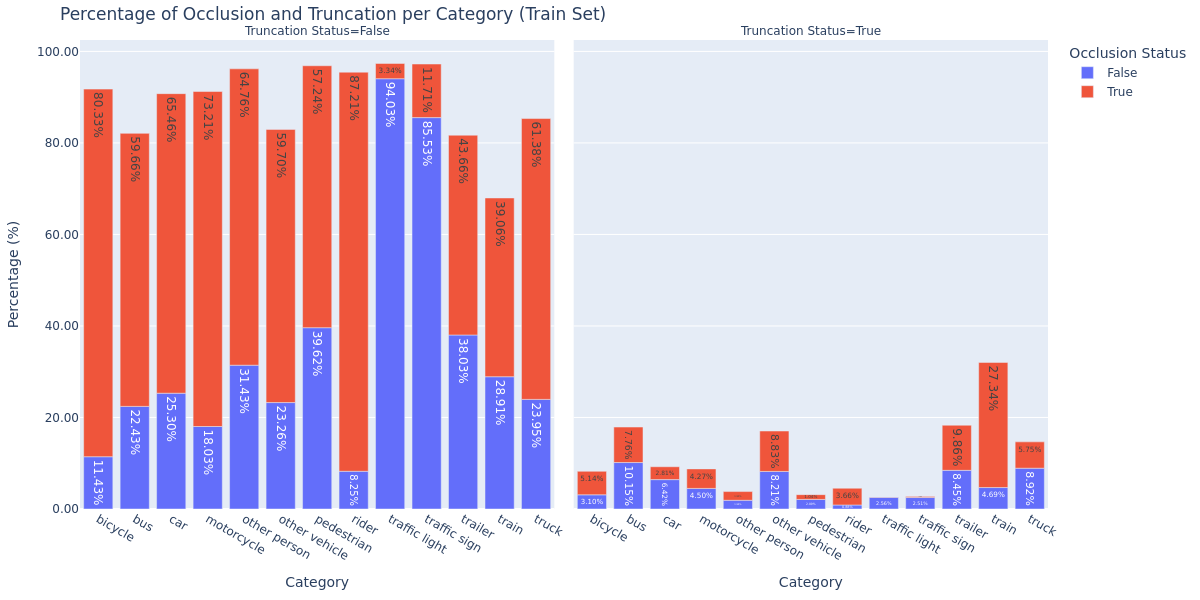 Percentage of Occlusion and Truncation per Category (Train Set)
Truncation Status=False
Truncation Status=True
Occlusion Status
False
True
Percentage (%)
100.00
80.00
60.00
40.00
20.00
0.00
80.33%
59.66%
65.46%
73.21%
64.76%
59.70%
57.24%
87.21%
3.34%
11.71%
43.66%
39.06%
61.38%
11.43%
22.43%
25.30%
18.03%
31.43%
23.26%
39.62%
8.25%
94.03%
85.53%
38.03%
28.91%
23.95%
5.14%
7.76%
2.81%
4.27%
8.83%
3.66%
9.86%
27.34%
5.75%
3.10%
10.15%
6.42%
4.50%
8.21%
2.56%
2.51%
8.45%
4.69%
8.92%
bicycle
bus
car
motorcycle
other person
other vehicle
pedestrian
rider
traffic light
traffic sign
trailer
train
truck
bicycle
bus
car
motorcycle
other person
other vehicle
pedestrian
rider
traffic light
traffic sign
trailer
train
truck
Category
Category